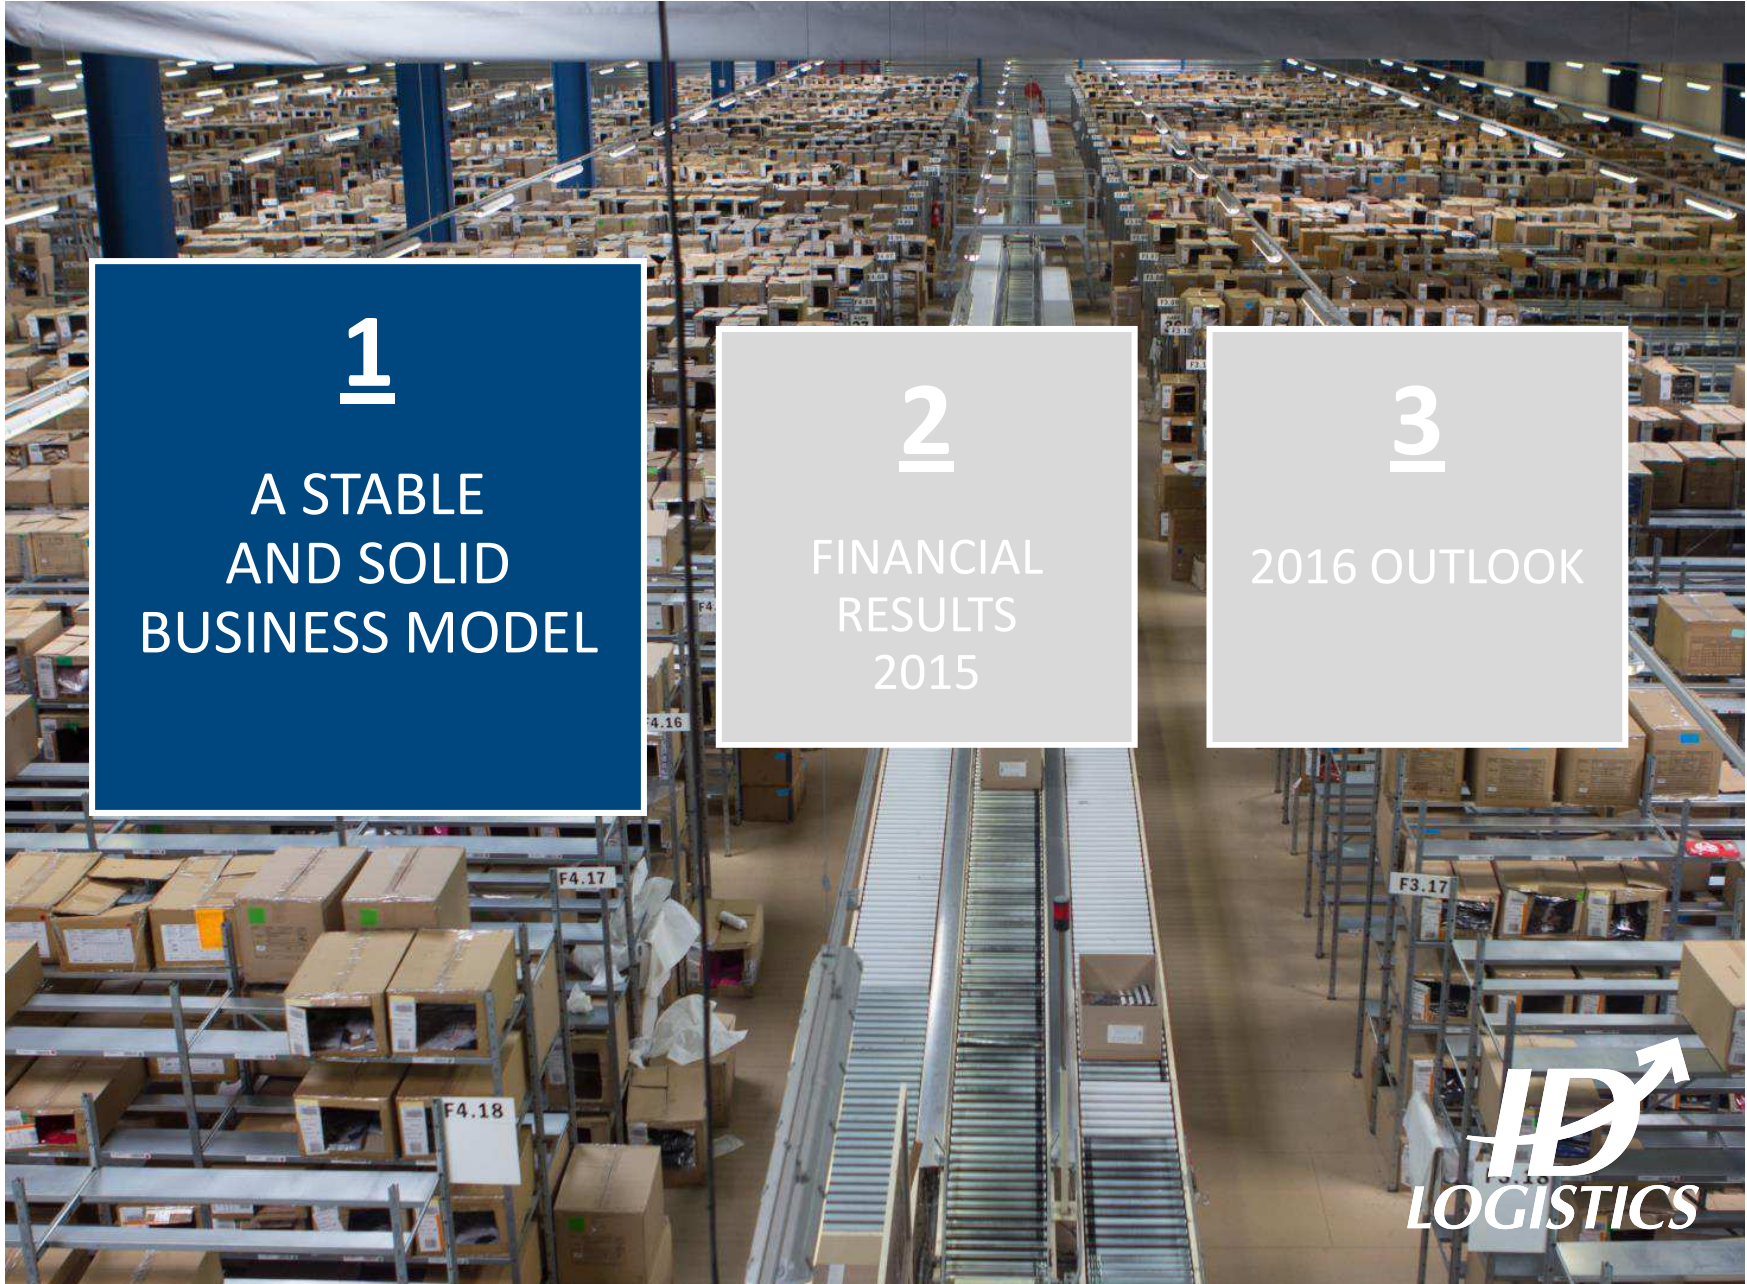 1
A STABLE
AND SOLID
BUSINESS MODEL
2
FINANCIAL
RESULTS
2015
3
2016 OUTLOOK
F4.16
F4.17
F3.17
F4.18
ID
LOGISTICS